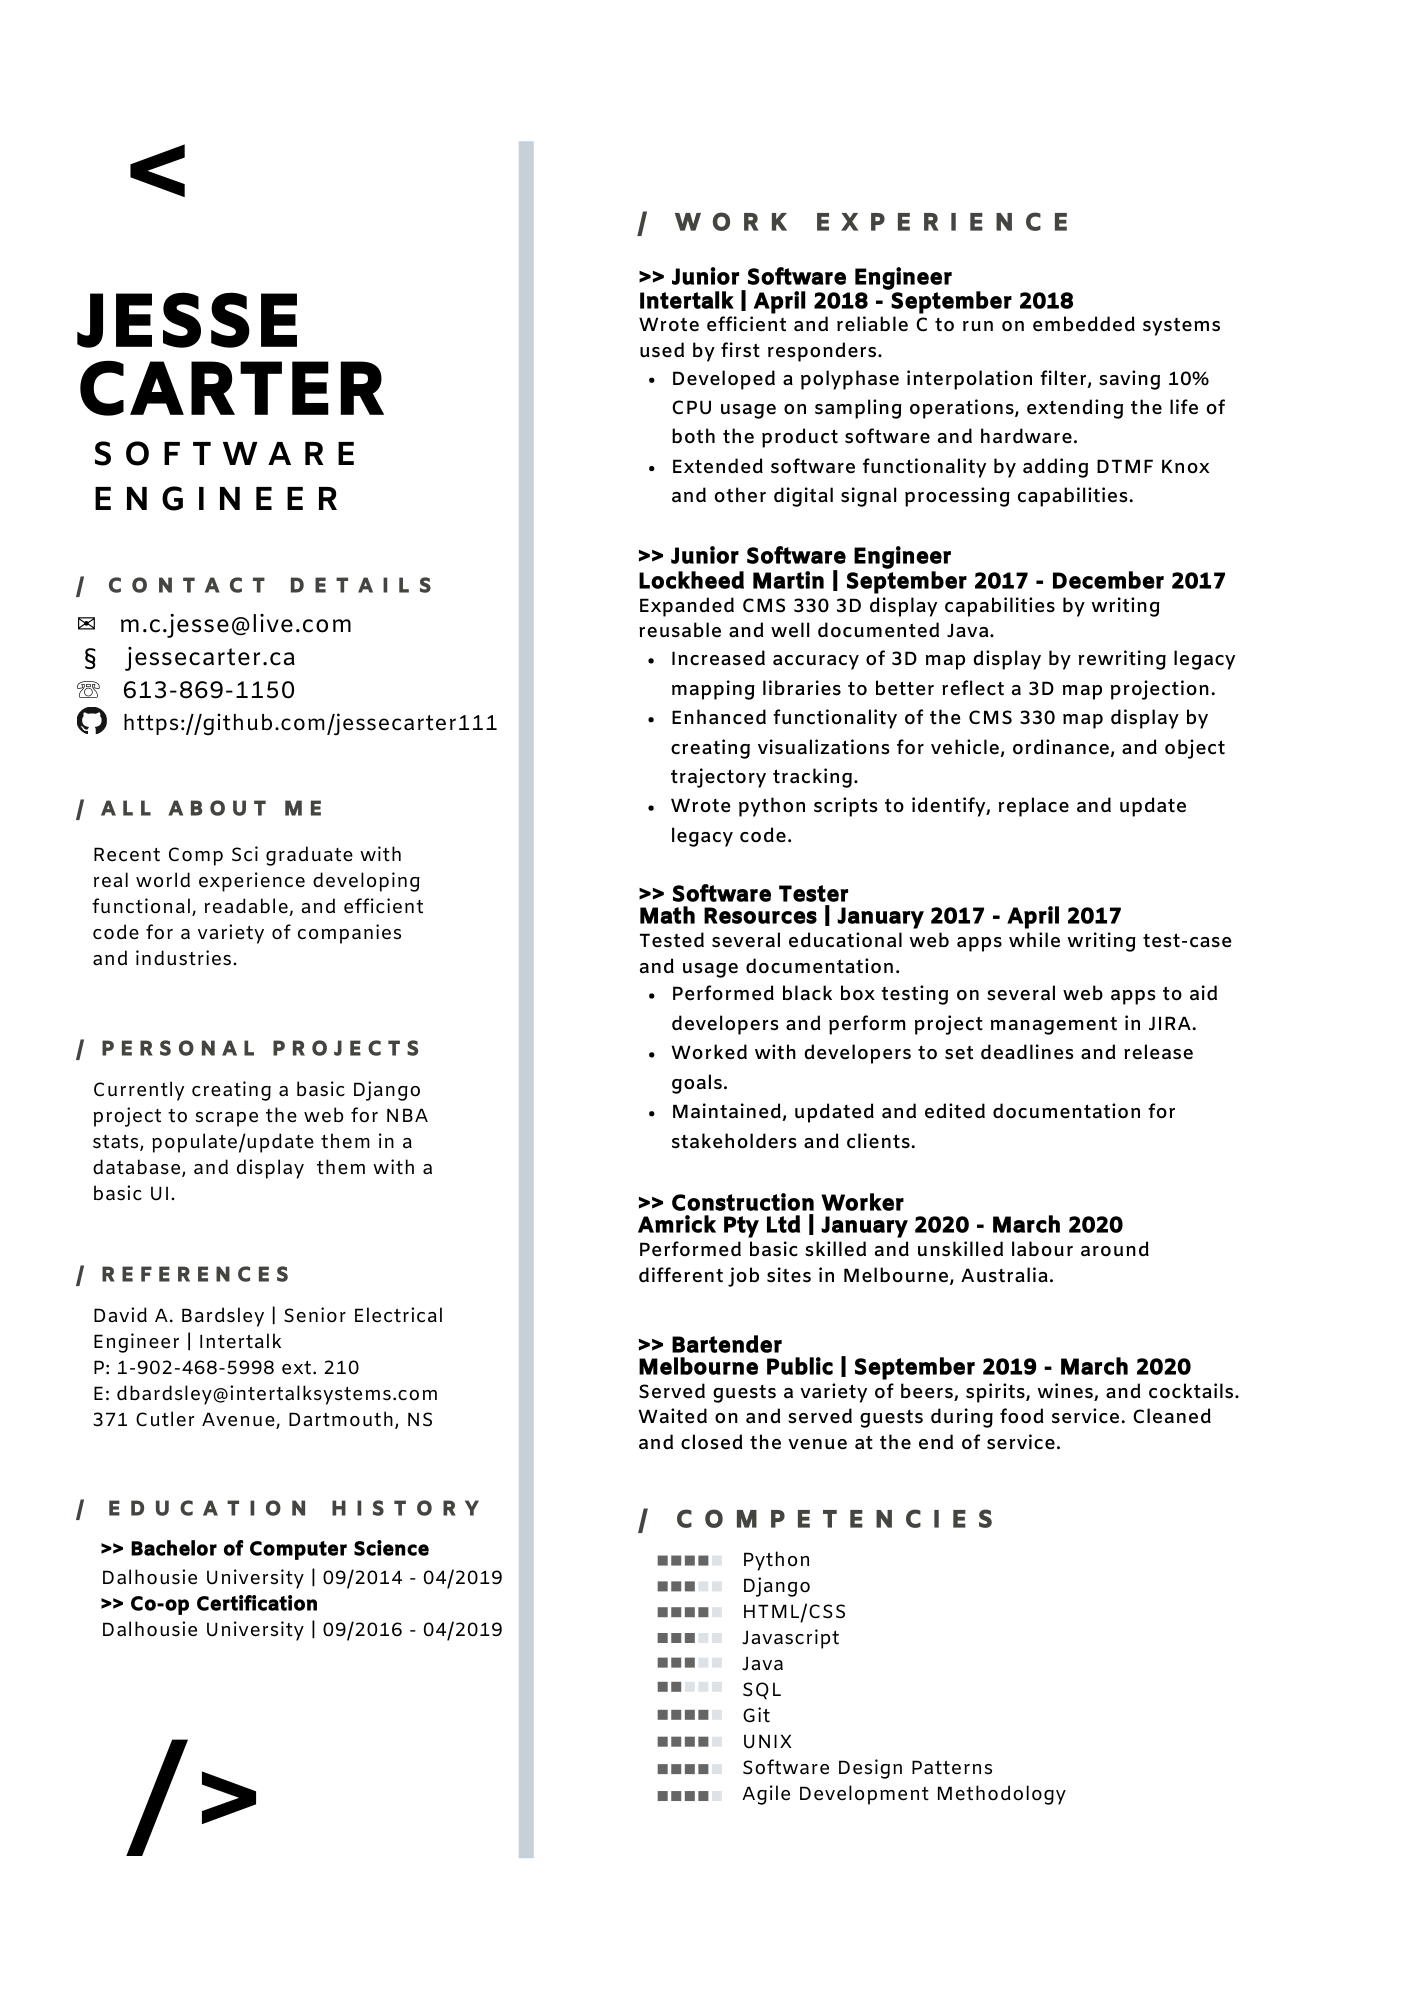 <
JESSE
CARTER
SOFTWARE
ENGINEER
/ CONTACT DETAILS
✉ m.c.jesse@live.com
§ jessecarter.ca
☏ 613-869-1150
https://github.com/jessecarter111
/ ALL ABOUT ME
Recent Comp Sci graduate with
real world experience developing
functional, readable, and efficient
code for a variety of companies
and industries.
/ PERSONAL PROJECTS
Currently creating a basic Django
project to scrape the web for NBA
stats, populate/update them in a
database, and display  them with a
basic UI.
/ REFERENCES
David A. Bardsley | Senior Electrical
Engineer | Intertalk
P: 1-902-468-5998 ext. 210
E: dbardsley@intertalksystems.com
371 Cutler Avenue, Dartmouth, NS
/ EDUCATION HISTORY
>> Bachelor of Computer Science
Dalhousie University | 09/2014 - 04/2019
>> Co-op Certification
Dalhousie University | 09/2016 - 04/2019
/>
/ WORK EXPERIENCE
>> Junior Software Engineer
Intertalk | April 2018 - September 2018
Wrote efficient and reliable C to run on embedded systems
used by first responders.
• Developed a polyphase interpolation filter, saving 10%
CPU usage on sampling operations, extending the life of
both the product software and hardware.
• Extended software functionality by adding DTMF Knox
and other digital signal processing capabilities.
>> Junior Software Engineer
Lockheed Martin | September 2017 - December 2017
Expanded CMS 330 3D display capabilities by writing
reusable and well documented Java.
• Increased accuracy of 3D map display by rewriting legacy
mapping libraries to better reflect a 3D map projection.
• Enhanced functionality of the CMS 330 map display by
creating visualizations for vehicle, ordinance, and object
trajectory tracking.
• Wrote python scripts to identify, replace and update
legacy code.
>> Software Tester
Math Resources | January 2017 - April 2017
Tested several educational web apps while writing test-case
and usage documentation.
• Performed black box testing on several web apps to aid
developers and perform project management in JIRA.
• Worked with developers to set deadlines and release
goals.
• Maintained, updated and edited documentation for
stakeholders and clients.
>> Construction Worker
Amrick Pty Ltd | January 2020 - March 2020
Performed basic skilled and unskilled labour around
different job sites in Melbourne, Australia.
>> Bartender
Melbourne Public | September 2019 - March 2020
Served guests a variety of beers, spirits, wines, and cocktails.
Waited on and served guests during food service. Cleaned
and closed the venue at the end of service.
/ COMPETENCIES
Python
Django
HTML/CSS
Javascript
Java
SQL
Git
UNIX
Software Design Patterns
Agile Development Methodology